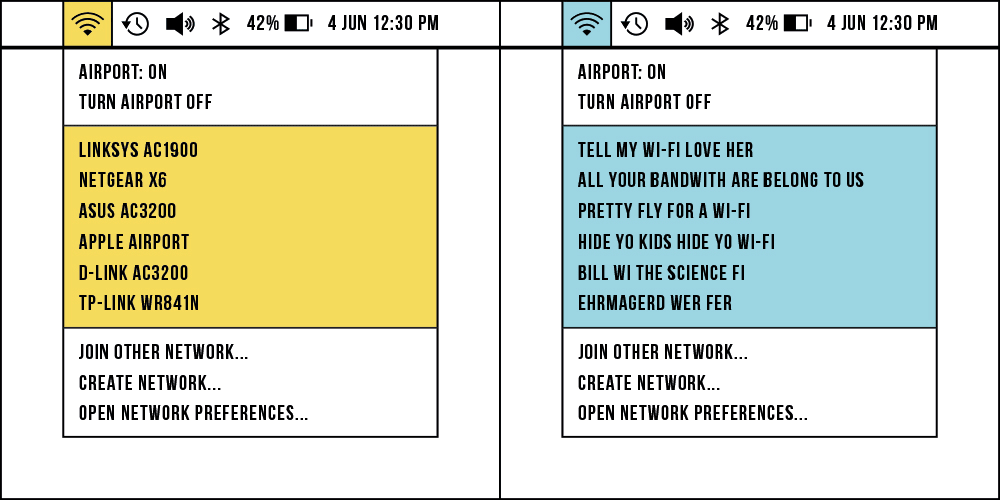 42% 4 JUN 12:30 PM
AIRPORT: ON
TURN AIRPORT OFF
LINKSYS AC1900
NETGEAR X6
ASUS AC3200
APPLE AIRPORT
D-LINK AC3200
TP-LINK WR841N
JOIN OTHER NETWORK...
CREATE NETWORK...
OPEN NETWORK PREFERENCES...
42% 4 JUN 12:30 PM
AIRPORT: ON
TURN AIRPORT OFF
TELL MY WI-FI LOVE HER
ALL YOUR BANDWITH ARE BELONG TO US
PRETTY FLY FOR A WI-FI
HIDE YO KIDS HIDE YO WI-FI
BILL WI THE SCIENCE FI
EHRMAGERD WER FER
JOIN OTHER NETWORK...
CREATE NETWORK...
OPEN NETWORK PREFERENCES...